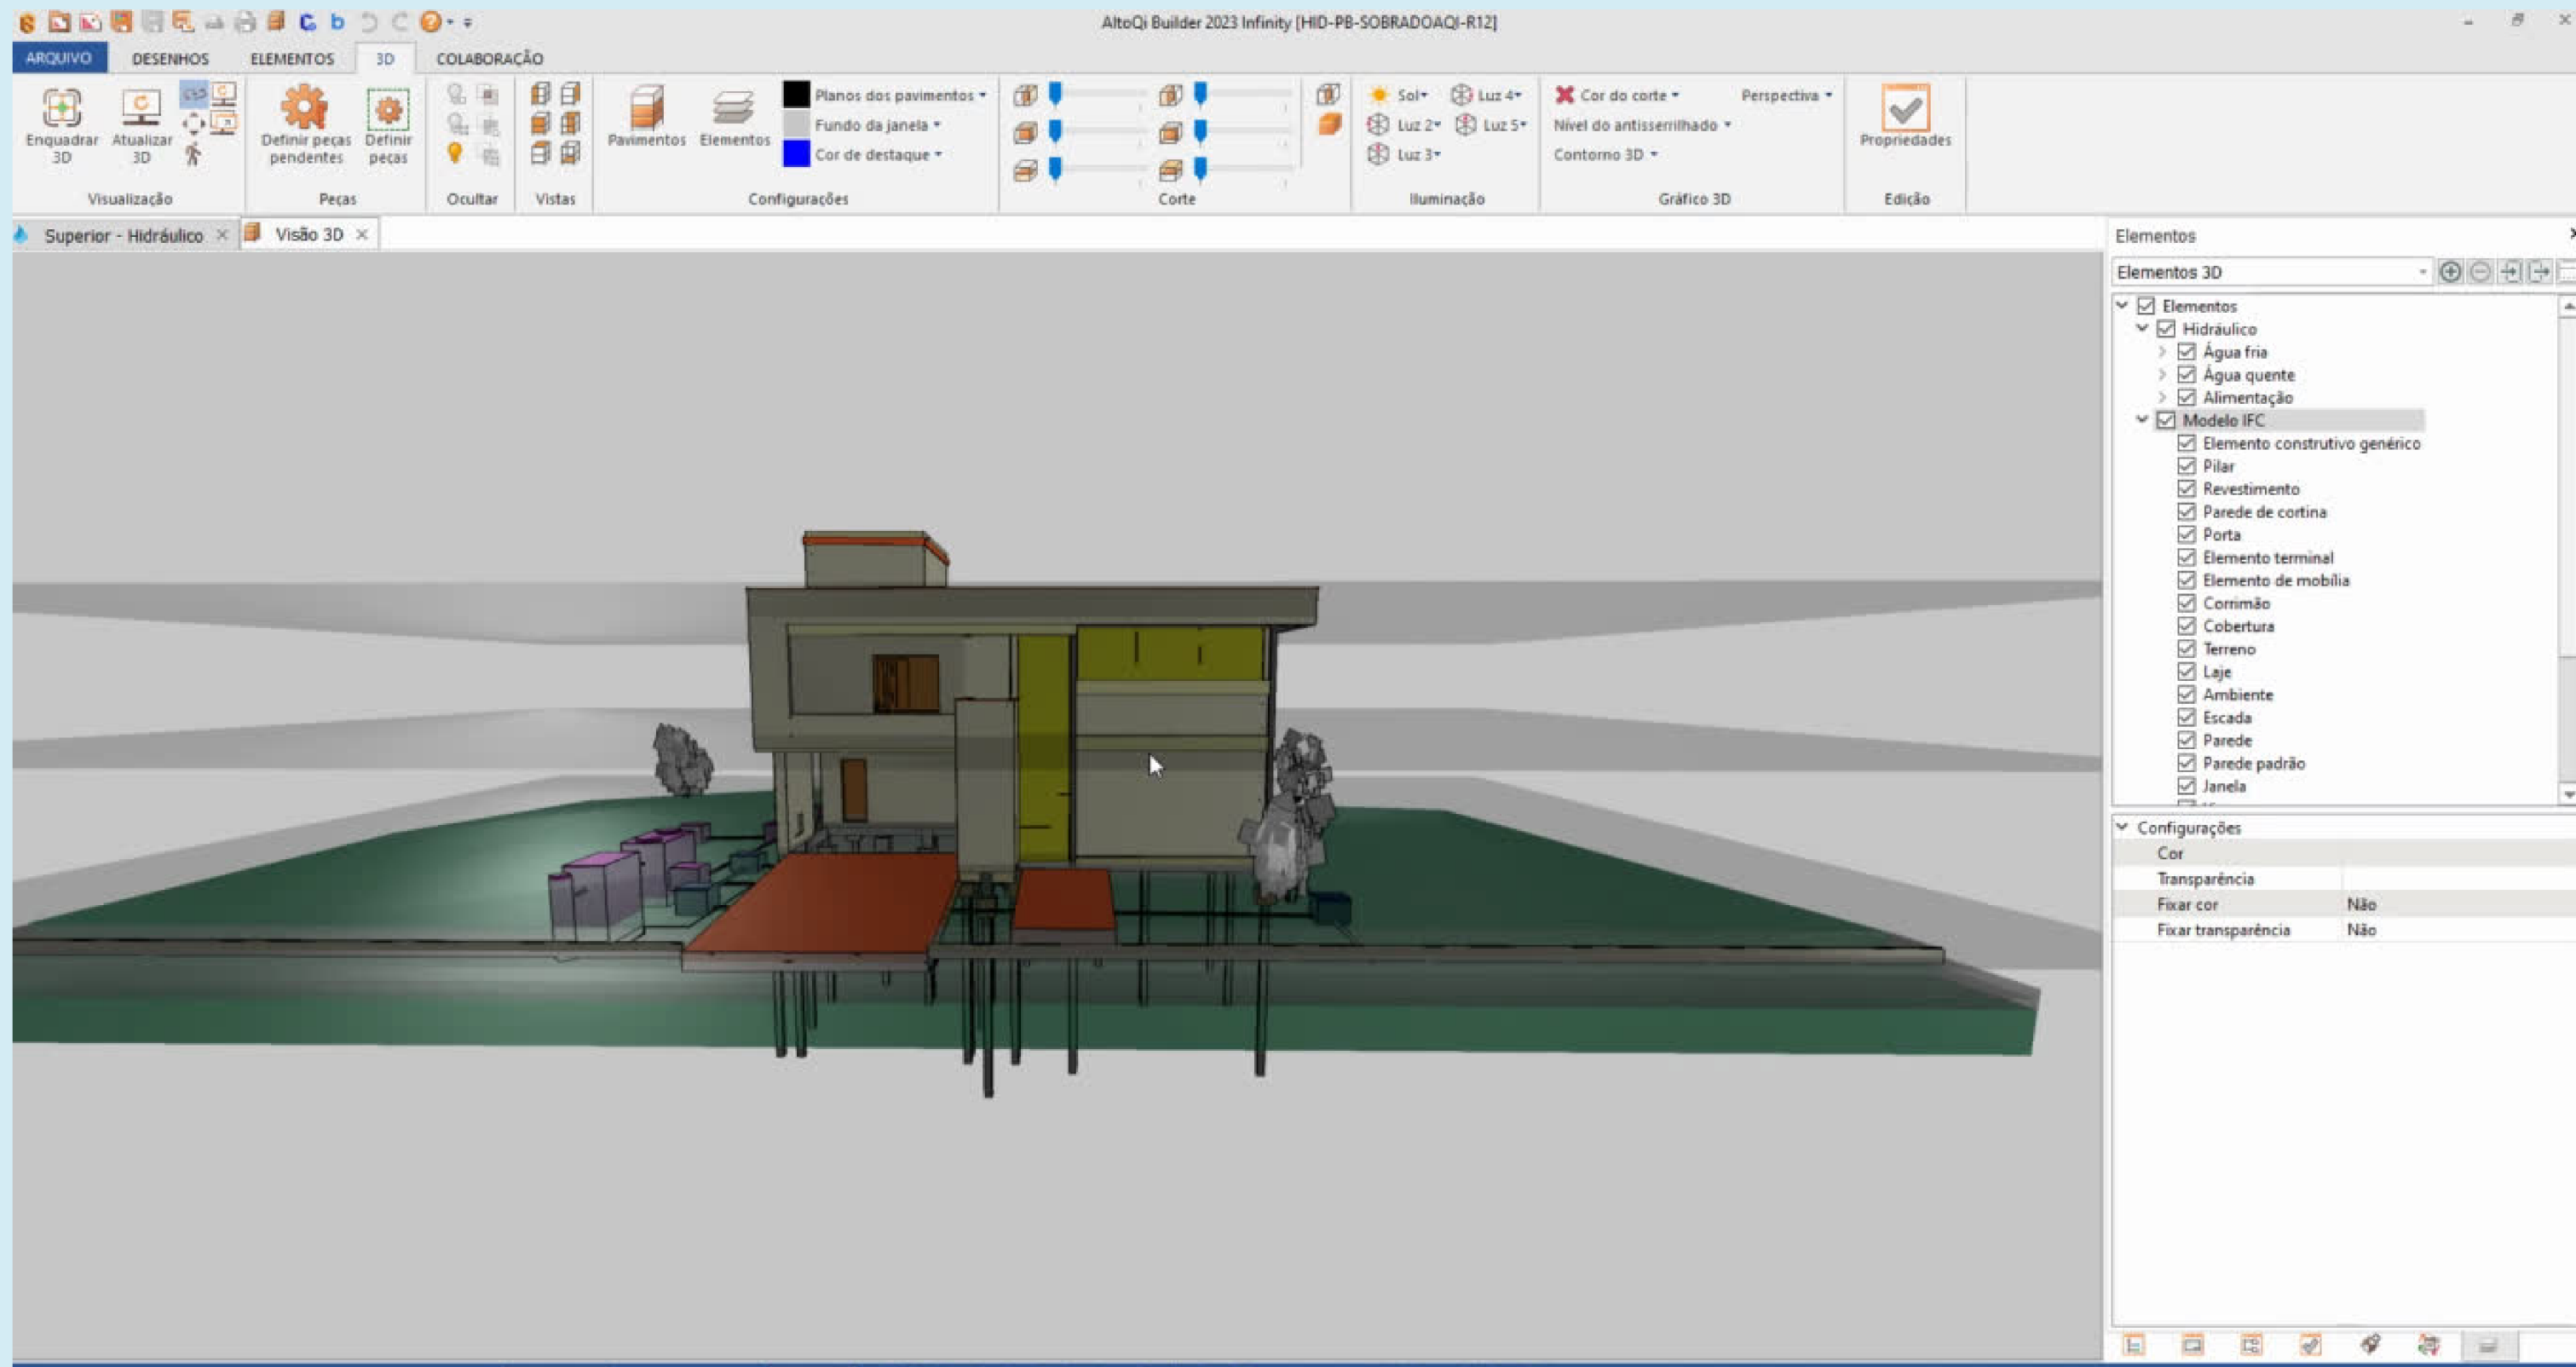 AltoQi Builder 2023 Infinity [HID-PB-SOBRADOAQI-R12]
ARQUIVO DESENHOS ELEMENTOS 3D COLABORAÇÃO
Enquadrar 3D
Atualizar 3D
Visualização
Definir peças pendentes
Definir peças
Peças
Ocultar
Vistas
Pavimentos
Elementos
Planos dos pavimentos
Fundo da janela
Cor de destaque
Configurações
Corte
Sol
Luz 4
Luz 2
Luz 5
Luz 3
Iluminação
Cor do corte
Perspectiva
Nível do antisserrilhado
Contorno 3D
Gráfico 3D
Propriedades
Edição
Superior - Hidráulico
Visão 3D
Elementos
Elementos 3D
Elementos
Hidráulico
Água fria
Água quente
Alimentação
Modelo IFC
Elemento construtivo genérico
Pilar
Revestimento
Parede de cortina
Porta
Elemento terminal
Elemento de mobília
Corrimão
Cobertura
Terreno
Laje
Ambiente
Escada
Parede
Parede padrão
Janela
Configurações
Cor
Transparência
Fixar cor Não
Fixar transparência Não